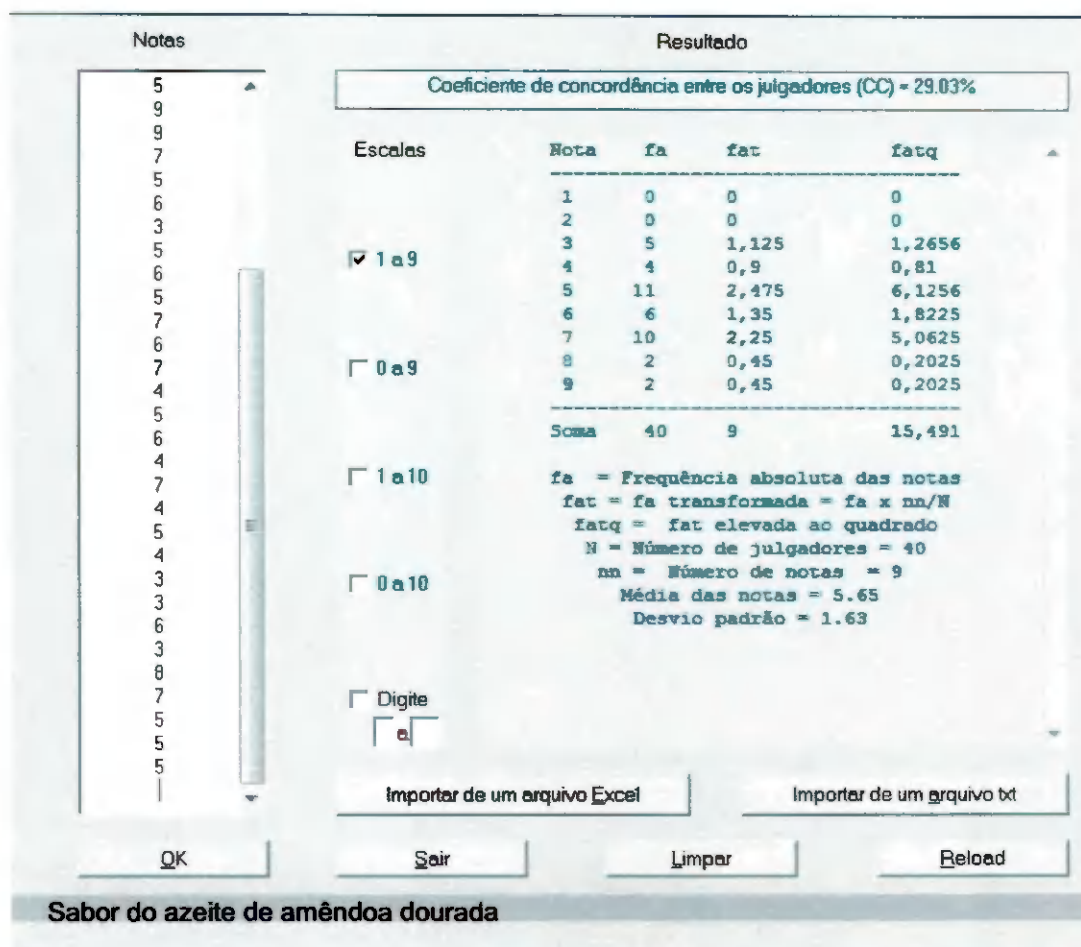 Notas
5
9
9
7
5
6
3
5
6
5
7
6
7
4
5
6
4
7
4
5
4
3
3
6
3
8
7
5
5
5
OK
Resultado
Coeficiente de concordância entre os julgadores (CC) = 29.03%
Escalas
1 a 9
0 a 9
1 a 10
0 a 10
Digite
a
Nota fa fat fatq
1 0 0 0
2 0 0 0
3 5 1,125 1,2656
4 4 0,9 0,81
5 11 2,475 6,1256
6 6 1,35 1,8225
7 10 2,25 5,0625
8 2 0,45 0,2025
9 2 0,45 0,2025
Soma 40 9 15,491
fa = Frequência absoluta das notas
fat = fa transformada = fa x nn/N
fatq = fat elevada ao quadrado
N = Número de julgadores = 40
nn = Número de notas = 9
Média das notas = 5.65
Desvio padrão = 1.63
Importar de um arquivo Excel
Importar de um arquivo txt
Sair
Limpar
Reload
Sabor do azeite de amêndoa dourada